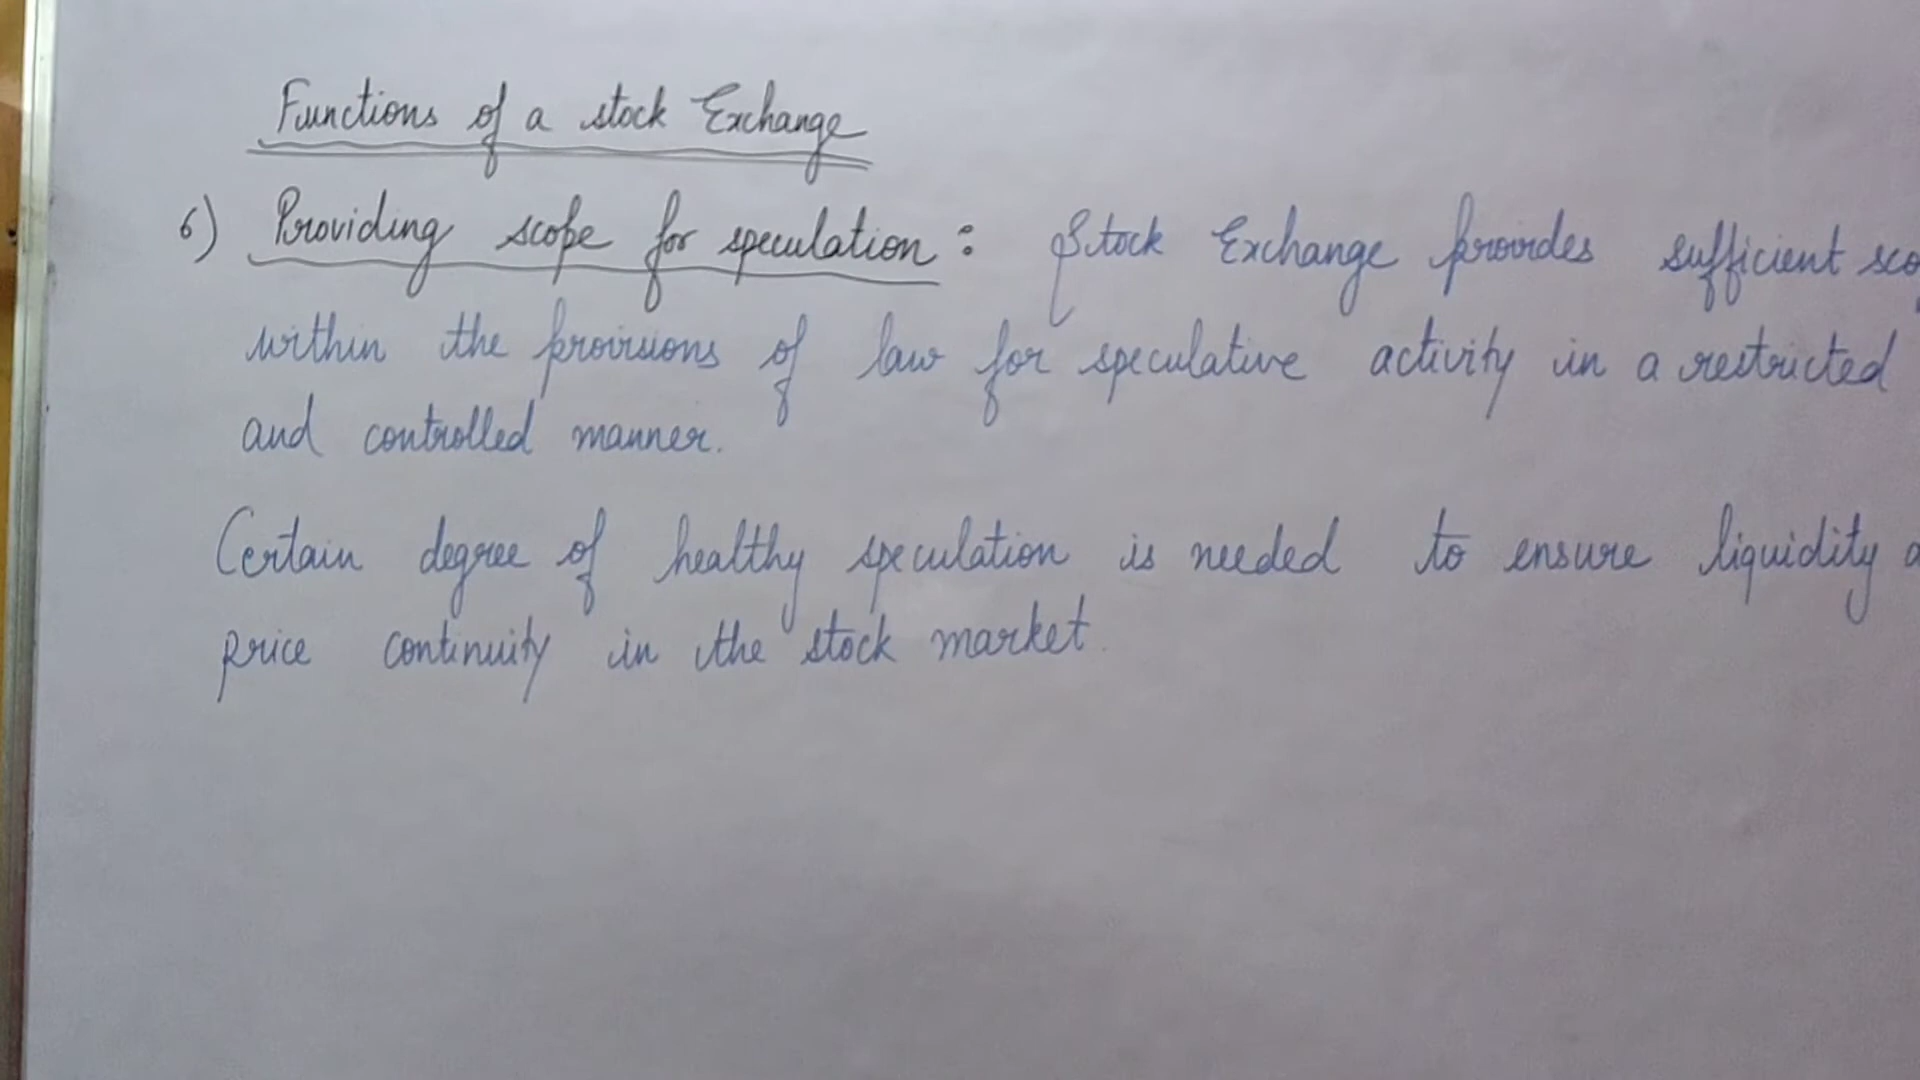 Functions of a stock Exchange
6) Providing scope for speculation : Stock Exchange provides sufficient sco
within the provisions of law for speculative activity in a restricted
and controlled manner.
Certain degree of healthy speculation is needed to ensure liquidity a
price continuity in the stock market.